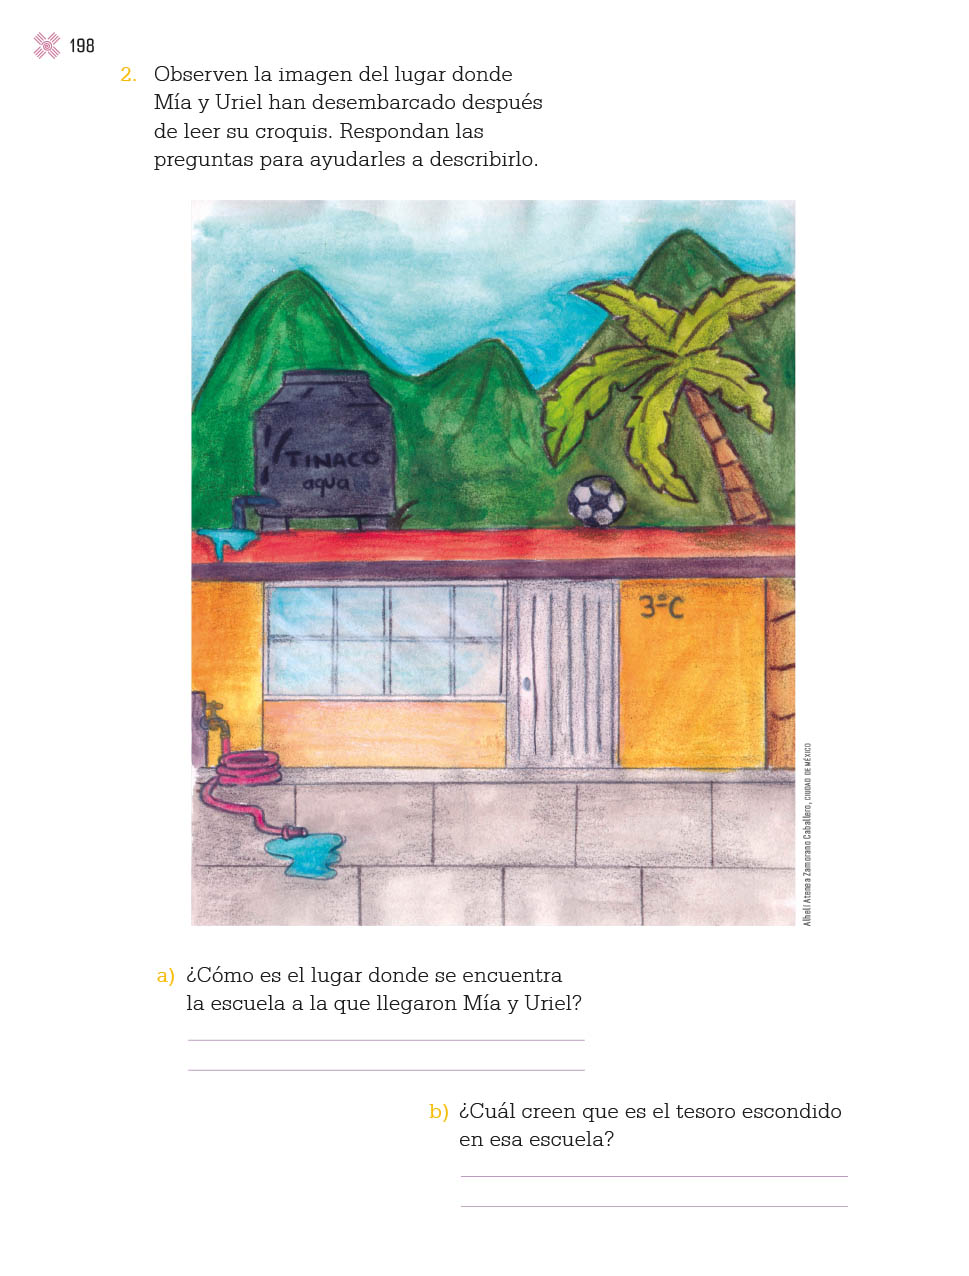 198
2. Observen la imagen del lugar donde
Mía y Uriel han desembarcado después
de leer su croquis. Respondan las
preguntas para ayudarles a describirlo.
TINACO
agua
3°C
Alhelí Atenea Zamorano Caballero, CIUDAD DE MÉXICO
a) ¿Cómo es el lugar donde se encuentra
la escuela a la que llegaron Mía y Uriel?
b) ¿Cuál creen que es el tesoro escondido
en esa escuela?